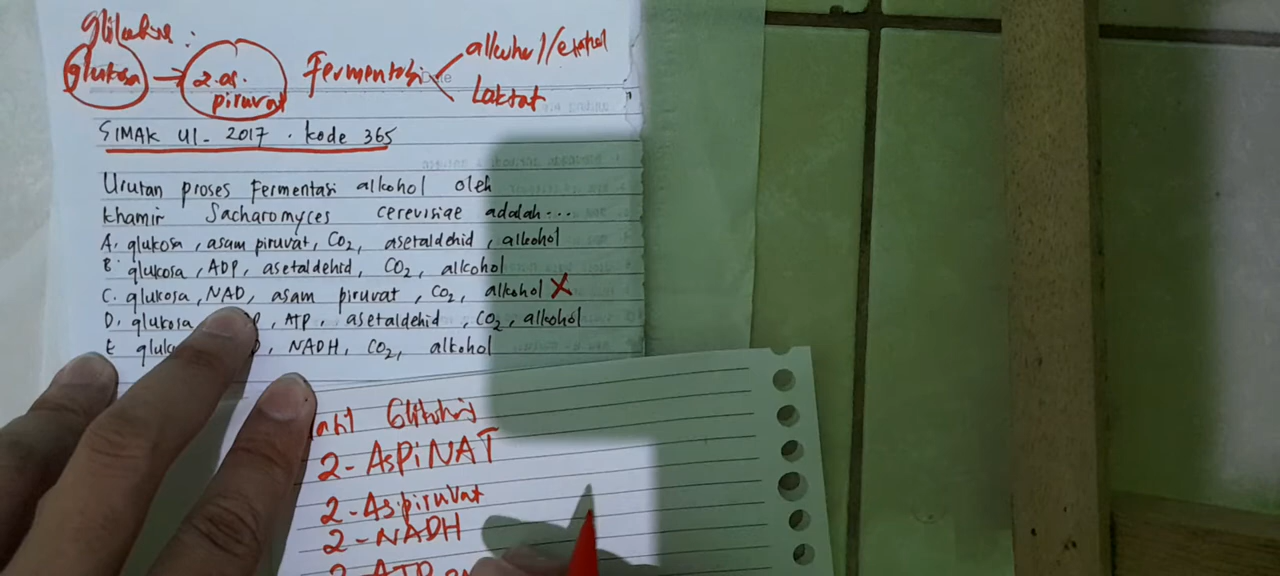 glikolisis:
glukosa → 2 as. piruvat Fermentasi alkohol/etanol
Laktat
SIMAK UI - 2017 . kode 365
Urutan proses Fermentasi alkohol oleh
khamir Sacharomyces cerevisiae adalah...
A. glukosa, asam piruvat, CO2, asetaldehid, alkohol
B. glukosa, ADP, asetaldehid, CO2, alkohol
C. glukosa, NAD, asam piruvat, CO2, alkohol X
D. glukosa , ATP, asetaldehid, CO2, alkohol
E , NADH, CO2, alkohol
2-ASPiNAT
2-As.piruvat
2-NADH
2-ATP